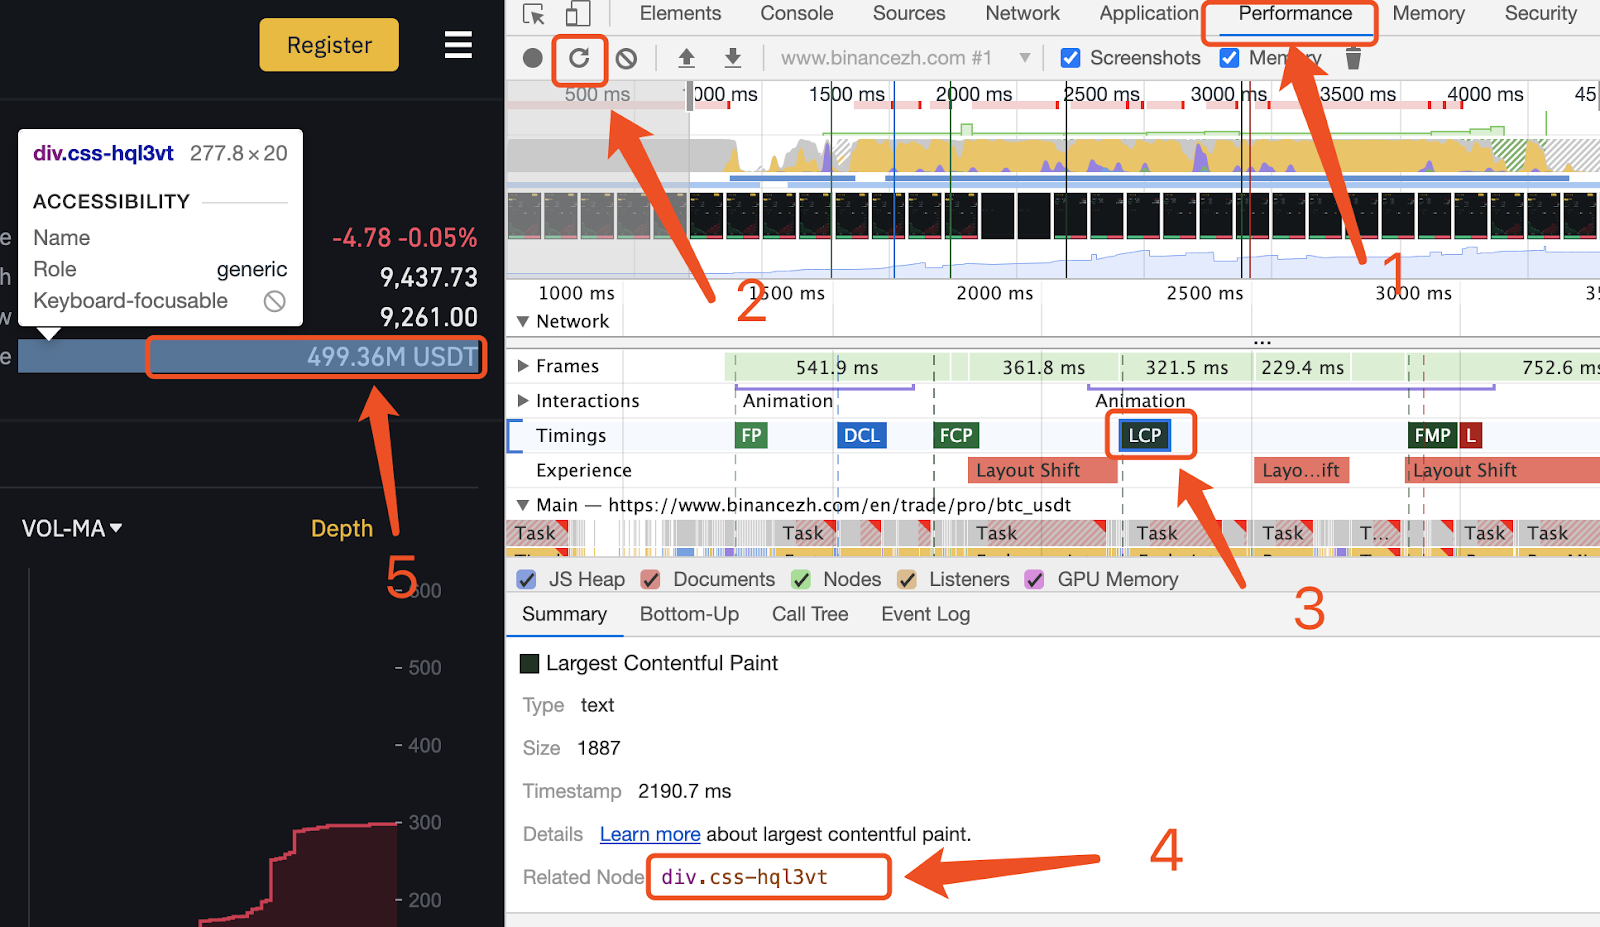 Register
div.css-hql3vt 277.8×20
ACCESSIBILITY
Name
Role generic
Keyboard-focusable
e -4.78 -0.05%
h 9,437.73
w 9,261.00
e 499.36M USDT
5
VOL-MA Depth
600
500
400
300
200
Elements Console Sources Network Application Performance Memory Security
www.binancezh.com #1 Screenshots Memory
500 ms 1000 ms 1500 ms 2000 ms 2500 ms 3000 ms 3500 ms 4000 ms 45
1
2
1000 ms 1500 ms 2000 ms 2500 ms 3000 ms 35
Network
...
Frames 541.9 ms 361.8 ms 321.5 ms 229.4 ms 752.6 ms
Interactions Animation Animation
Timings FP DCL FCP LCP FMP L
Experience Layout Shift Layo...ift Layout Shift
Main — https://www.binancezh.com/en/trade/pro/btc_usdt
Task Task Task Task Task T... Task Task
JS Heap Documents Nodes Listeners GPU Memory
3
Summary Bottom-Up Call Tree Event Log
Largest Contentful Paint
Type text
Size 1887
Timestamp 2190.7 ms
Details Learn more about largest contentful paint.
Related Node div.css-hql3vt
4